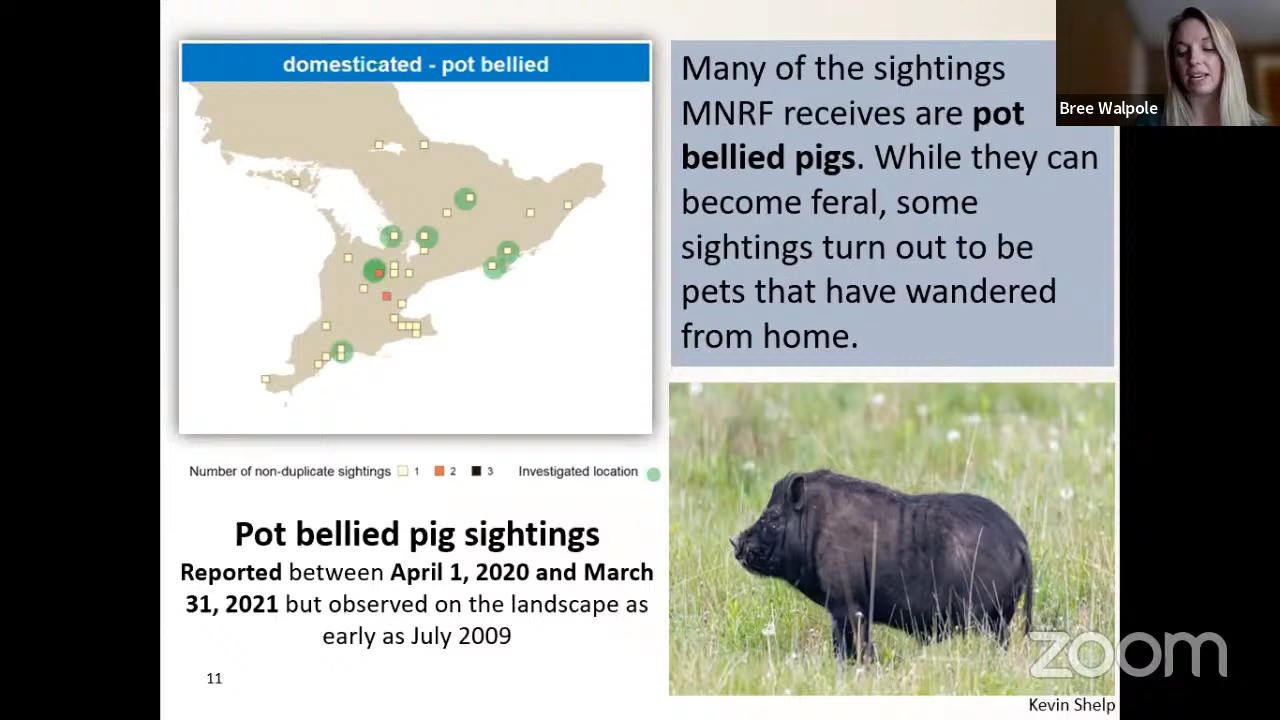 domesticated - pot bellied
Many of the sightings
MNRF receives are pot
bellied pigs. While they can
become feral, some
sightings turn out to be
pets that have wandered
from home.
Bree Walpole
Number of non-duplicate sightings 1 2 3 Investigated location
Pot bellied pig sightings
Reported between April 1, 2020 and March
31, 2021 but observed on the landscape as
early as July 2009
11
zoom
Kevin Shelp